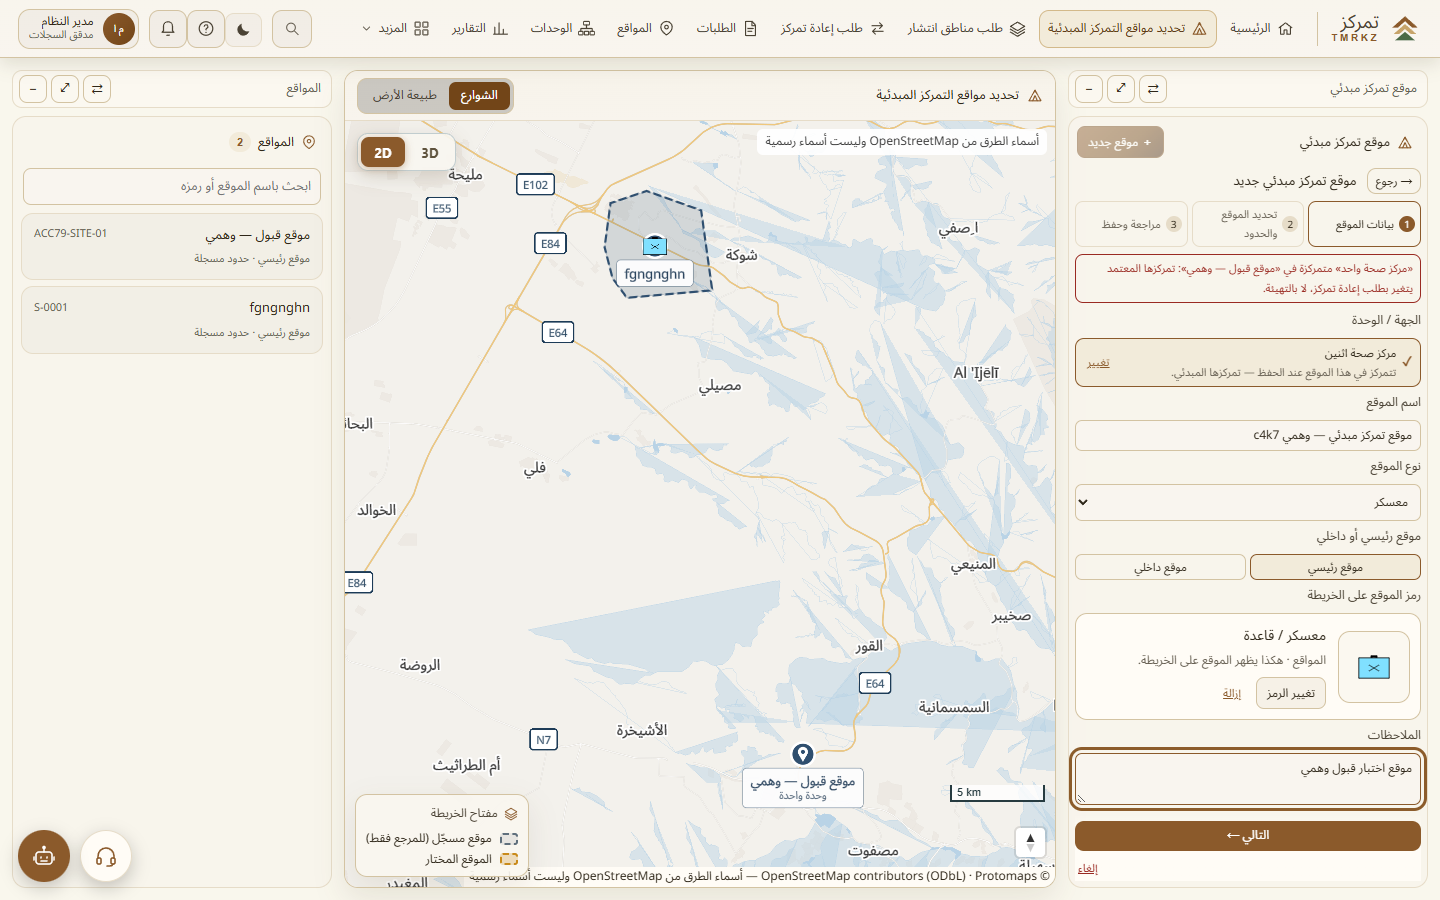 تمركز
TMRKZ
الرئيسية
تحديد مواقع التمركز المبدئية
طلب مناطق انتشار
طلب إعادة تمركز
الطلبات
المواقع
الوحدات
التقارير
المزيد
مدير النظام
مدقق السجلات
م ا
موقع تمركز مبدئي
موقع تمركز مبدئي
+ موقع جديد
موقع تمركز مبدئي جديد
→ رجوع
1 بيانات الموقع
2 تحديد الموقع والحدود
3 مراجعة وحفظ
«مركز صحة واحد» متمركزة في «موقع قبول — وهمي»: تمركزها المعتمد
يتغير بطلب إعادة تمركز، لا بالتهيئة.
الجهة / الوحدة
✓ مركز صحة اثنين
تتمركز في هذا الموقع عند الحفظ — تمركزها المبدئي.
تغيير
اسم الموقع
موقع تمركز مبدئي — وهمي c4k7
نوع الموقع
معسكر
موقع رئيسي أو داخلي
موقع رئيسي
موقع داخلي
رمز الموقع على الخريطة
معسكر / قاعدة
المواقع · هكذا يظهر الموقع على الخريطة.
تغيير الرمز
إزالة
الملاحظات
موقع اختبار قبول وهمي
التالي ←
إلغاء
تحديد مواقع التمركز المبدئية
الشوارع
طبيعة الأرض
أسماء الطرق من OpenStreetMap وليست أسماء رسمية
2D
3D
مليحة
E102
E55
E84
fgngnghn
شوكة
E64
مصيلي
Al 'Ijēlī
فلي
الخوالد
E84
المنيعي
صخيبر
القور
الروضة
E64
السمسمانية
الأشيخرة
N7
أم الطرائيث
موقع قبول — وهمي
وحدة واحدة
5 km
مصفوت
مفتاح الخريطة
موقع مسجّل (للمرجع فقط)
الموقع المختار
© OpenStreetMap contributors (ODbL) · Protomaps — أسماء الطرق من OpenStreetMap وليست أسماء رسمية
المواقع
المواقع 2
ابحث باسم الموقع أو رمزه
موقع قبول — وهمي
ACC79-SITE-01
موقع رئيسي · حدود مسجلة
fgngnghn
S-0001
موقع رئيسي · حدود مسجلة